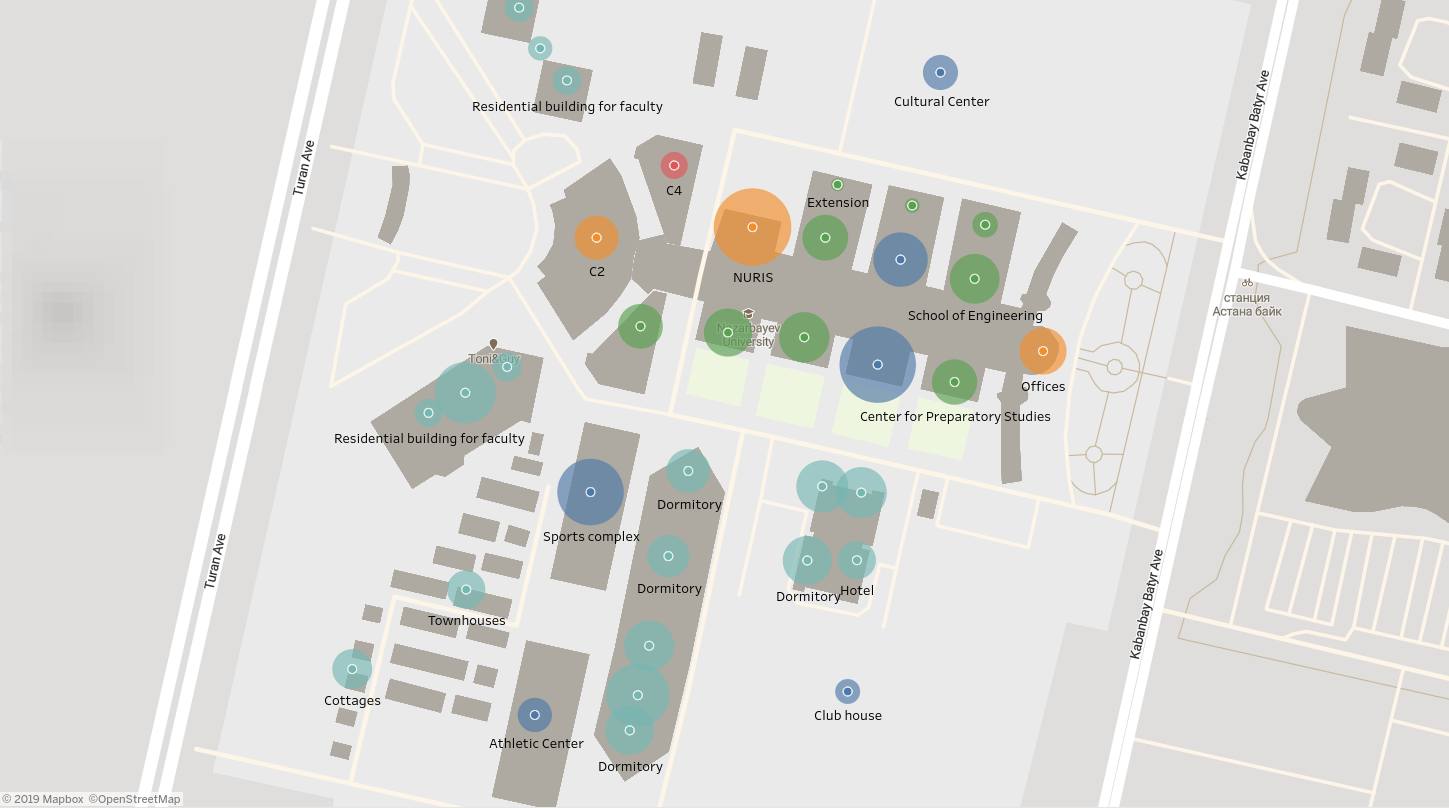 Residential building for faculty
Cultural Center
Kabanbay Batyr Ave
Turan Ave
C4
Extension
C2
NURIS
станция
Астана байк
School of Engineering
Nazarbayev
University
Toni&Guy
Offices
Center for Preparatory Studies
Residential building for faculty
Dormitory
Sports complex
Dormitory
Dormitory
Hotel
Turan Ave
Kabanbay Batyr Ave
Townhouses
Cottages
Club house
Athletic Center
Dormitory
© 2019 Mapbox ©OpenStreetMap